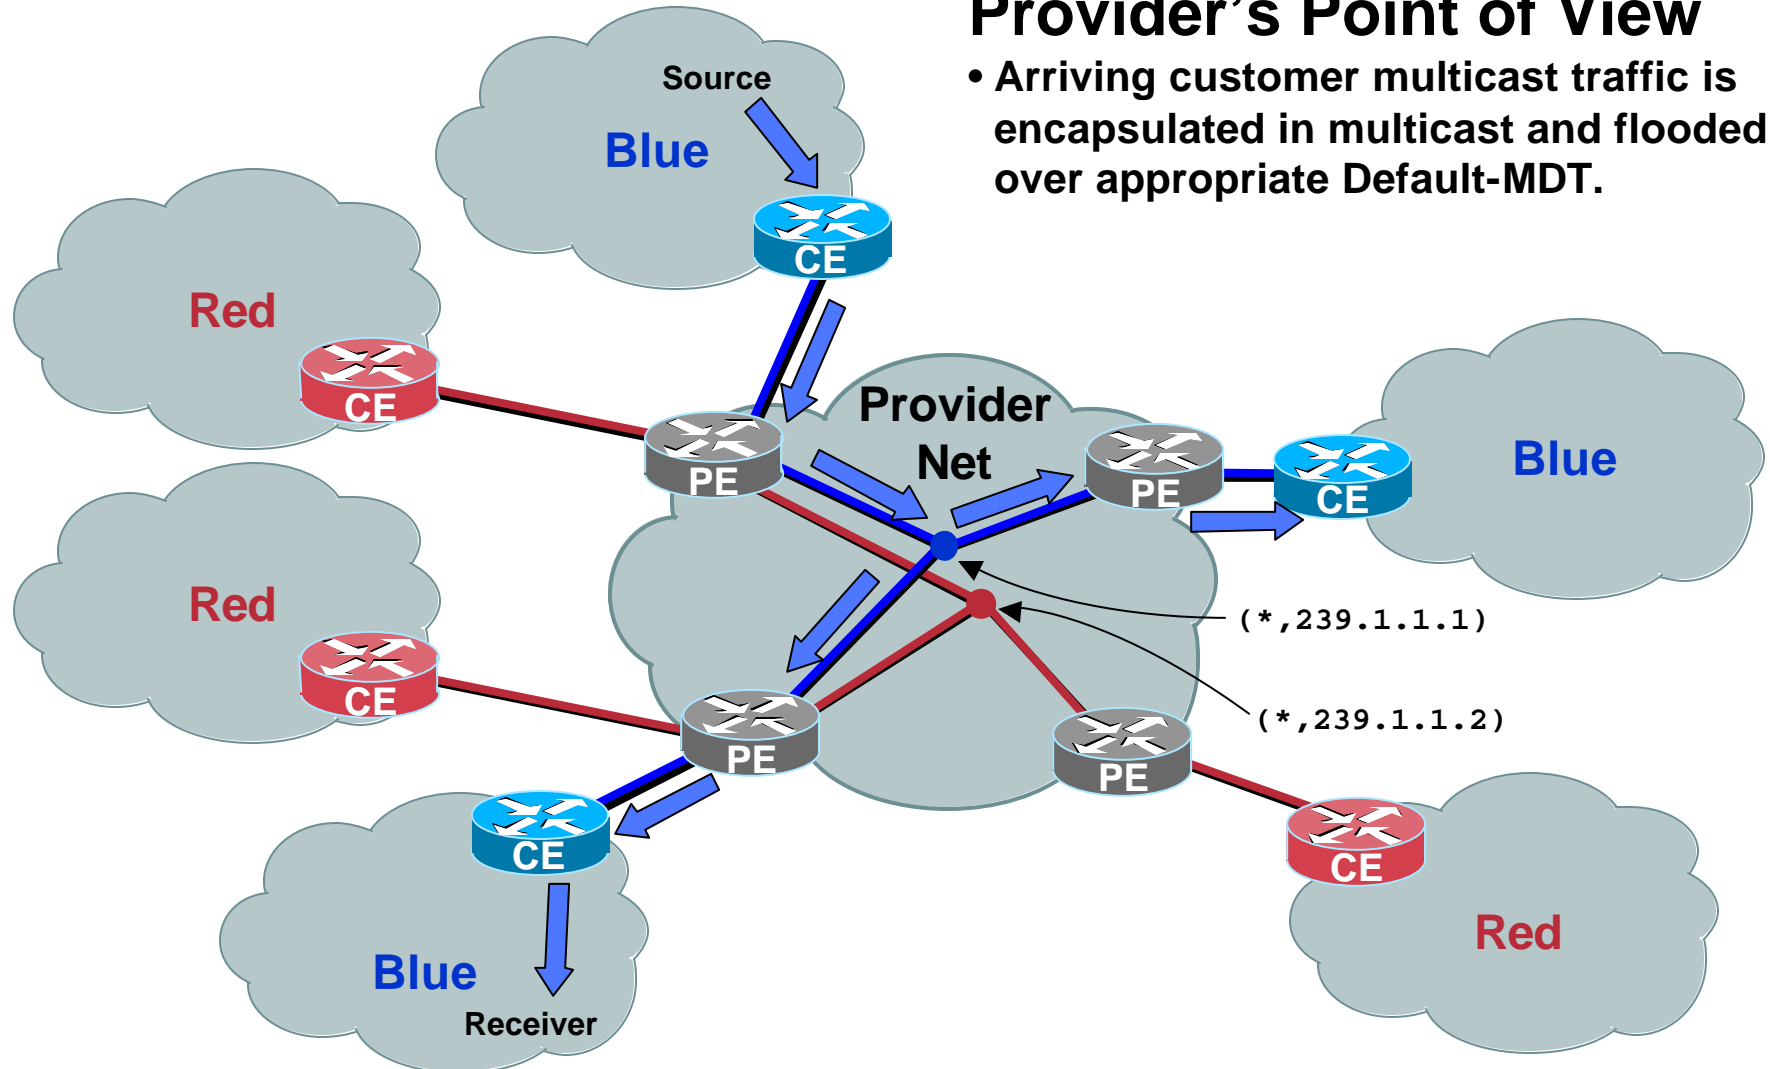 Provider's Point of View
• Arriving customer multicast traffic is
encapsulated in multicast and flooded
over appropriate Default-MDT.
Source
Blue
CE
Red
CE
Provider
Net
PE
PE
CE
Blue
Red
CE
(*,239.1.1.1)
(*,239.1.1.2)
PE
PE
CE
CE
Red
Blue
Receiver